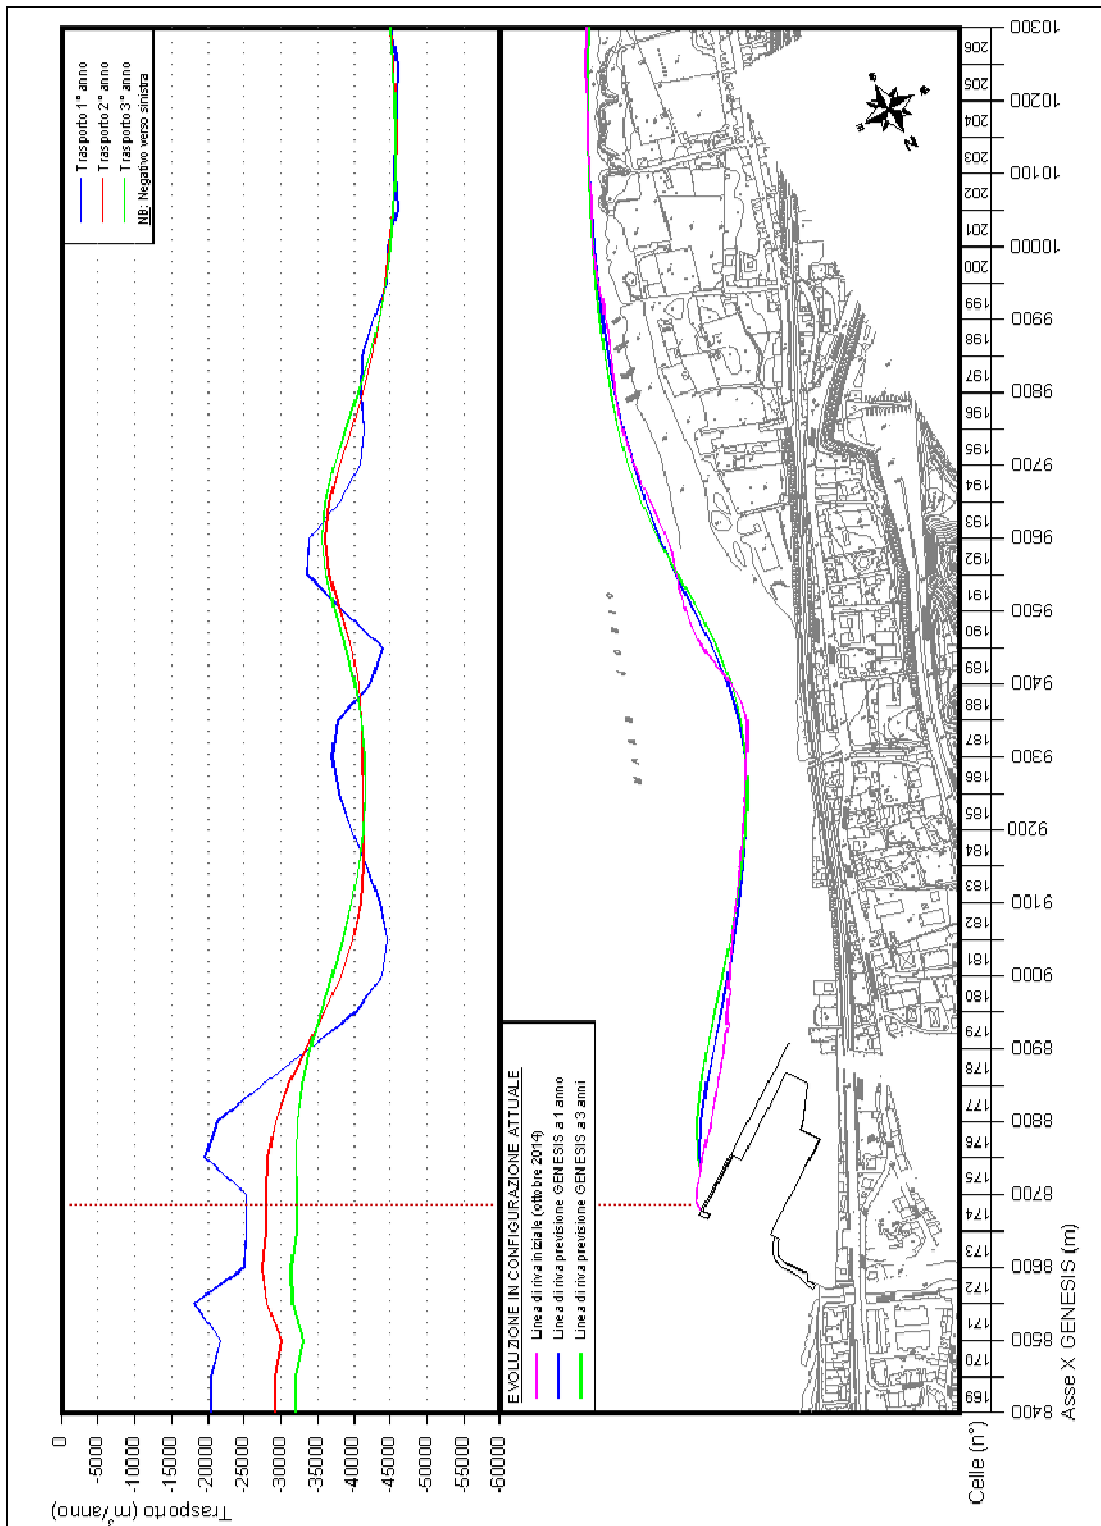 Trasporto 1° anno
Trasporto 2° anno
Trasporto 3° anno
NB: Negativo verso sinistra
Trasporto (m³/anno)
0
-5000
-10000
-15000
-20000
-25000
-30000
-35000
-40000
-45000
-50000
-55000
-60000
EVOLUZIONE IN CONFIGURAZIONE ATTUALE
Linea di riva iniziale (ottobre 2014)
Linea di riva previsione GENESIS a 1 anno
Linea di riva previsione GENESIS a 3 anni
N
Celle (n°)
169 170 171 172 173 174 175 176 177 178 179 180 181 182 183 184 185 186 187 188 189 190 191 192 193 194 195 196 197 198 199 200 201 202 203 204 205 206
8400 8500 8600 8700 8800 8900 9000 9100 9200 9300 9400 9500 9600 9700 9800 9900 10000 10100 10200 10300
Asse X GENESIS (m)